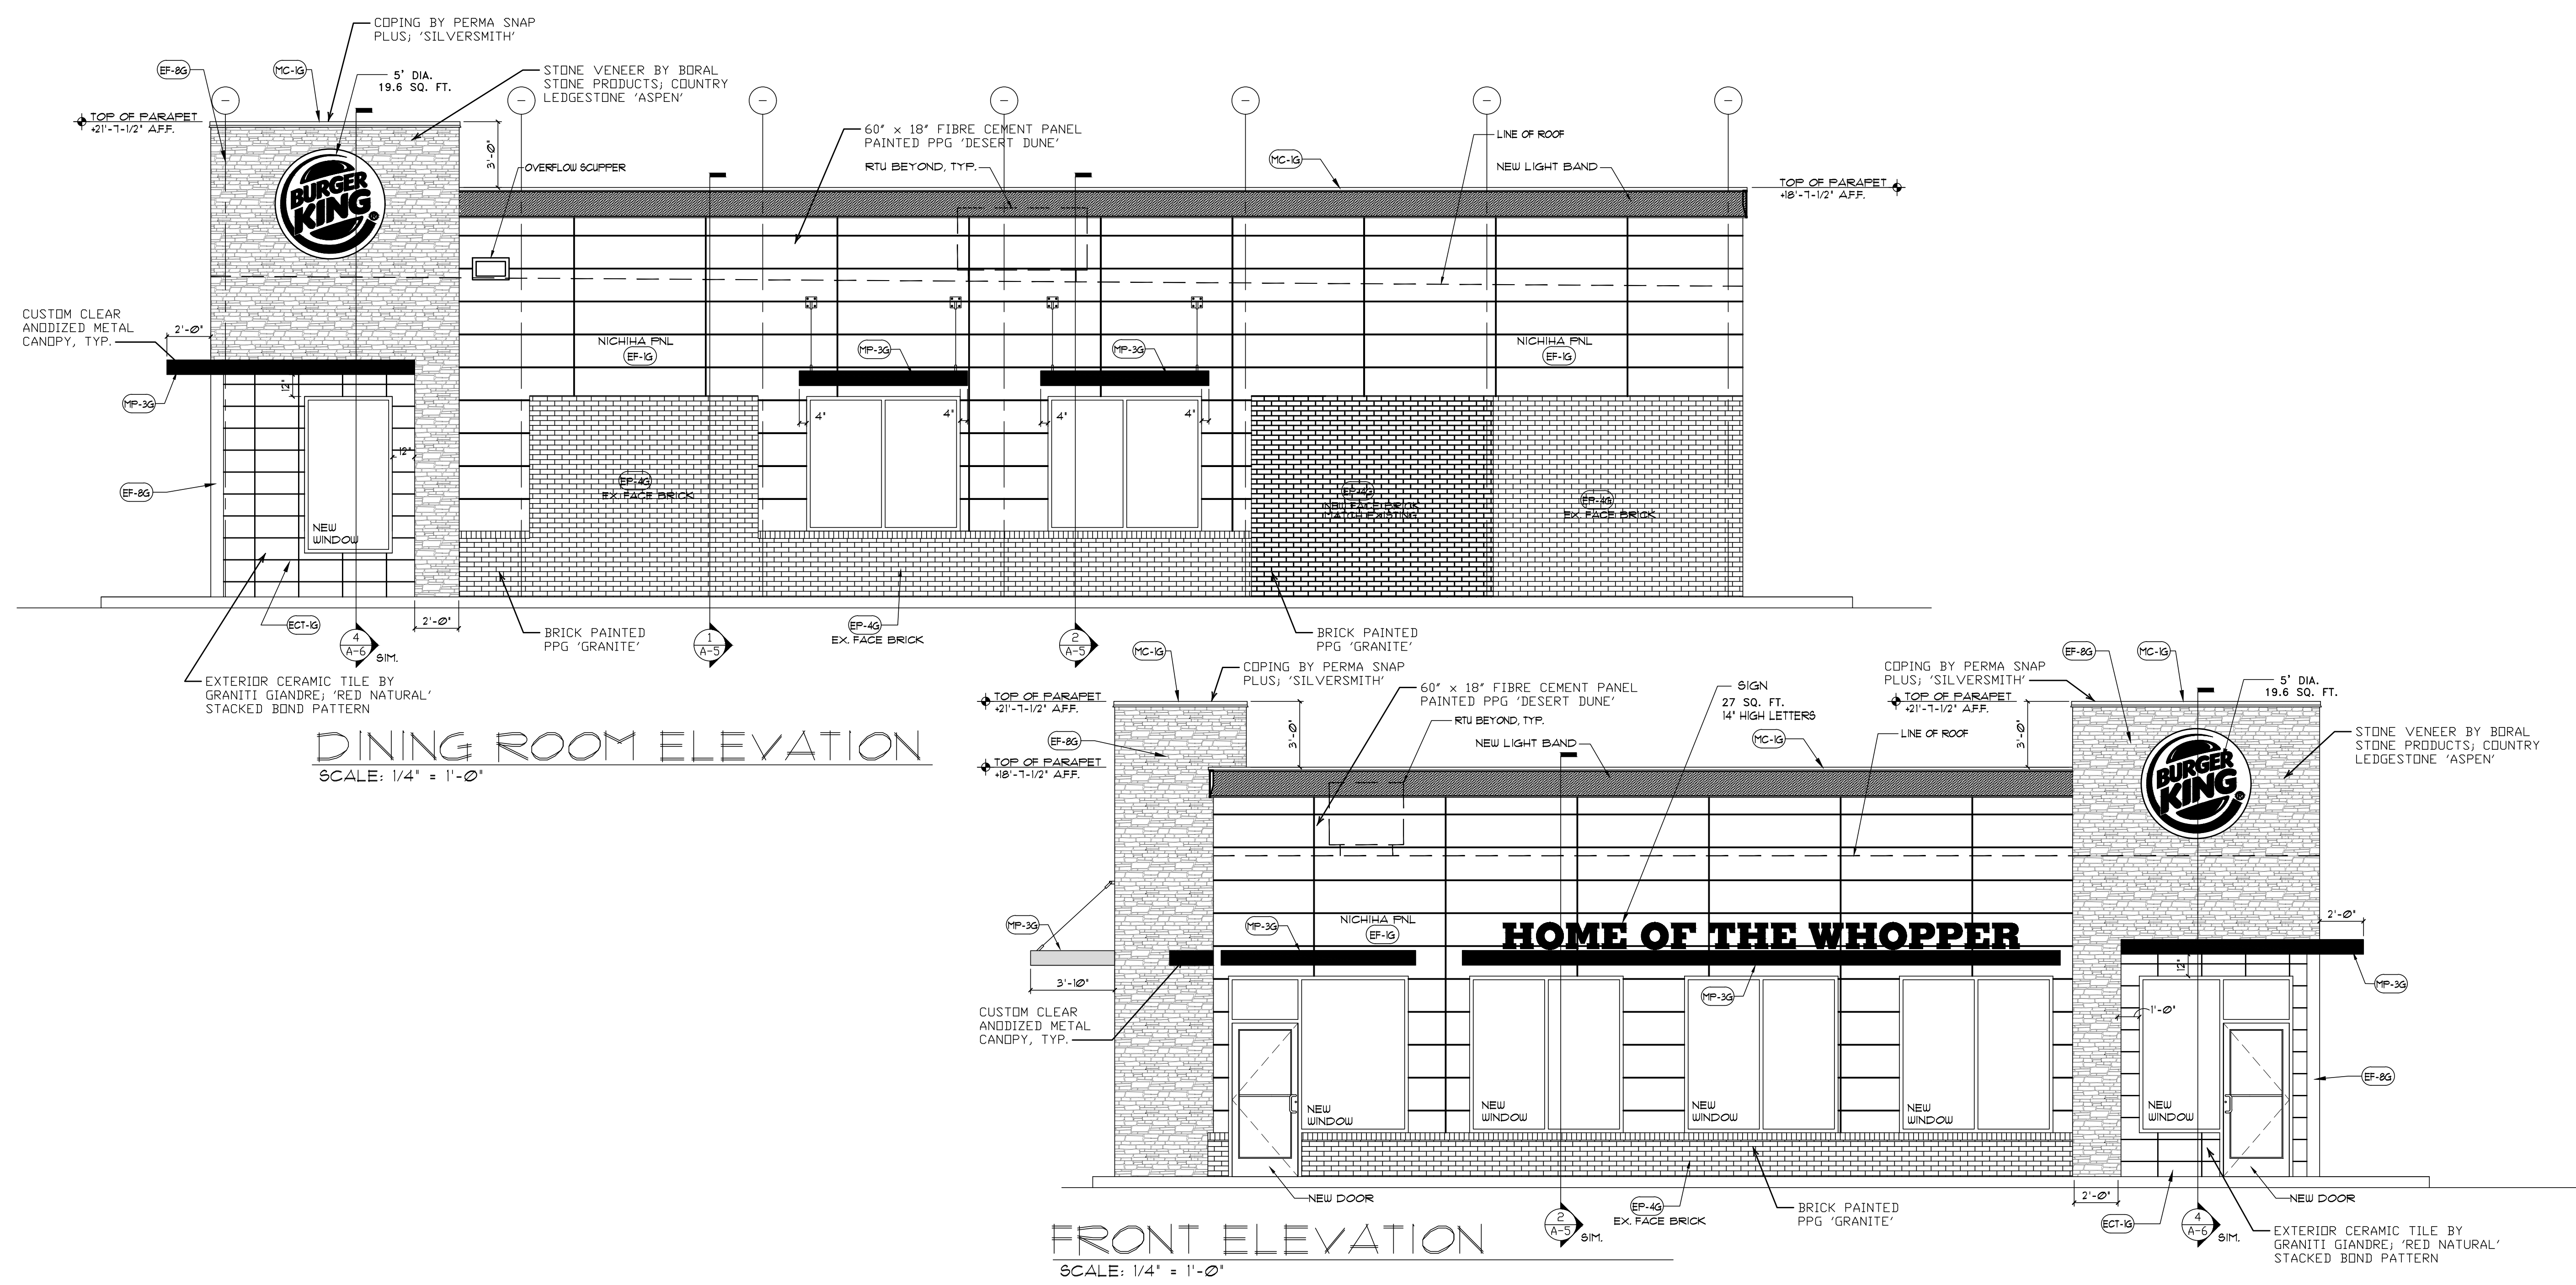 COPING BY PERMA SNAP
PLUS; 'SILVERSMITH'
EF-8G
MC-1G
5' DIA.
19.6 SQ. FT.
STONE VENEER BY BORAL
STONE PRODUCTS; COUNTRY
LEDGESTONE 'ASPEN'
TOP OF PARAPET
+21'-7-1/2" A.F.F.
3'-0"
BURGER
KING
OVERFLOW SCUPPER
60" x 18" FIBRE CEMENT PANEL
PAINTED PPG 'DESERT DUNE'
RTU BEYOND, TYP.
MC-1G
LINE OF ROOF
NEW LIGHT BAND
TOP OF PARAPET
+18'-7-1/2" A.F.F.
CUSTOM CLEAR
ANODIZED METAL
CANOPY, TYP.
2'-0"
NICHIHA PNL
EF-1G
MP-3G
MP-3G
NICHIHA PNL
EF-1G
MP-3G
12"
4"
4"
4"
4"
12"
EF-8G
EP-4G
EX. FACE BRICK
EP-4G
NEW FACE BRICK
MATCH EXISTING
EP-4G
EX. FACE BRICK
NEW
WINDOW
ECT-1G
4
A-6
SIM.
2'-0"
BRICK PAINTED
PPG 'GRANITE'
1
A-5
EP-4G
EX. FACE BRICK
2
A-5
BRICK PAINTED
PPG 'GRANITE'
EXTERIOR CERAMIC TILE BY
GRANITI GIANDRE; 'RED NATURAL'
STACKED BOND PATTERN
DINING ROOM ELEVATION
SCALE: 1/4" = 1'-0"
MC-1G
COPING BY PERMA SNAP
PLUS; 'SILVERSMITH'
TOP OF PARAPET
+21'-7-1/2" A.F.F.
EF-8G
TOP OF PARAPET
+18'-7-1/2" A.F.F.
3'-0"
60" x 18" FIBRE CEMENT PANEL
PAINTED PPG 'DESERT DUNE'
RTU BEYOND, TYP.
NEW LIGHT BAND
SIGN
27 SQ. FT.
14" HIGH LETTERS
MC-1G
LINE OF ROOF
EF-8G
MC-1G
COPING BY PERMA SNAP
PLUS; 'SILVERSMITH'
TOP OF PARAPET
+21'-7-1/2" A.F.F.
3'-0"
5' DIA.
19.6 SQ. FT.
STONE VENEER BY BORAL
STONE PRODUCTS; COUNTRY
LEDGESTONE 'ASPEN'
BURGER
KING
MP-3G
MP-3G
NICHIHA PNL
EF-1G
HOME OF THE WHOPPER
2'-0"
3'-10"
12"
MP-3G
MP-3G
1'-0"
CUSTOM CLEAR
ANODIZED METAL
CANOPY, TYP.
EF-8G
NEW
WINDOW
NEW
WINDOW
NEW
WINDOW
NEW
WINDOW
NEW
WINDOW
NEW DOOR
EP-4G
EX. FACE BRICK
BRICK PAINTED
PPG 'GRANITE'
2'-0"
NEW DOOR
2
A-5
SIM.
ECT-1G
4
A-6
SIM.
EXTERIOR CERAMIC TILE BY
GRANITI GIANDRE; 'RED NATURAL'
STACKED BOND PATTERN
FRONT ELEVATION
SCALE: 1/4" = 1'-0"